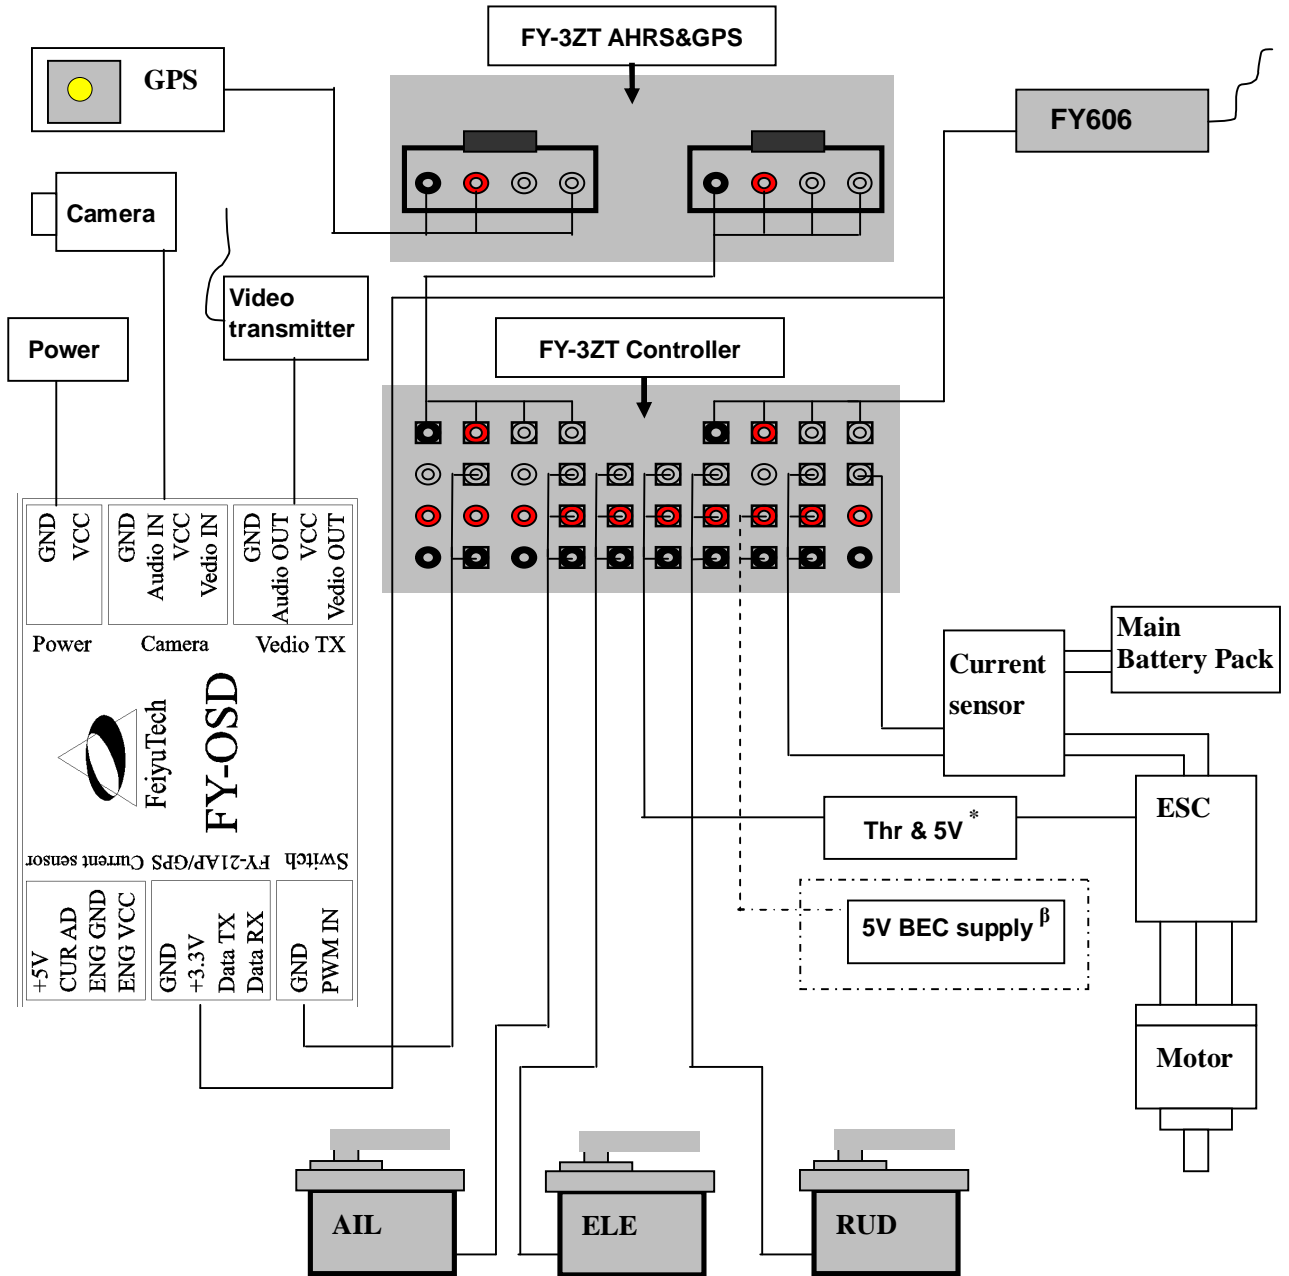 FY-3ZT AHRS&GPS
GPS
FY606
Camera
Video
transmitter
Power
FY-3ZT Controller
GND
VCC
GND
Audio IN
VCC
Vedio IN
GND
Audio OUT
VCC
Vedio OUT
Power
Camera
Vedio TX
FeiyuTech
FY-OSD
Current sensor
FY-21AP/GPS
Switch
+5V
CUR AD
ENG GND
ENG VCC
GND
+3.3V
Data TX
Data RX
GND
PWM IN
Current
sensor
Main
Battery Pack
Thr & 5V *
ESC
5V BEC supply β
Motor
AIL
ELE
RUD